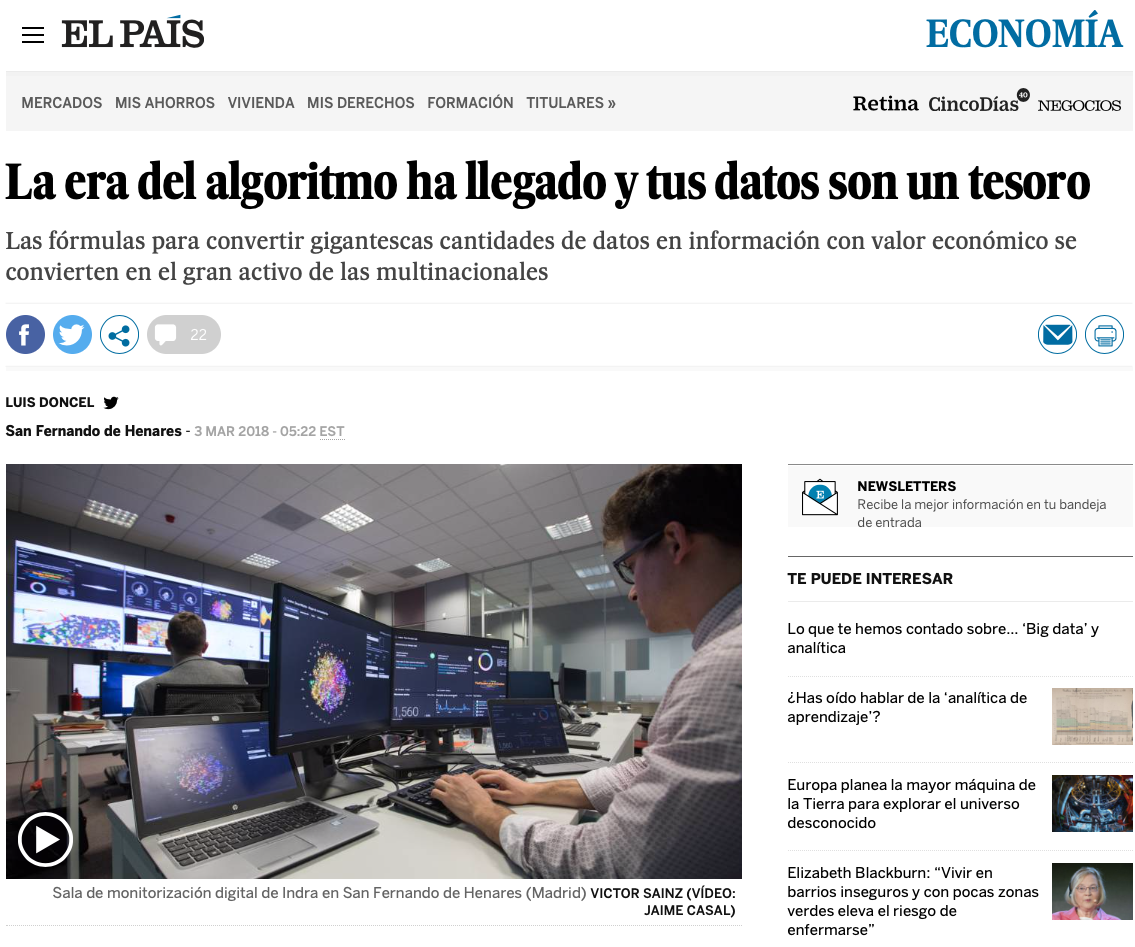 EL PAÍS
ECONOMÍA
MERCADOS MIS AHORROS VIVIENDA MIS DERECHOS FORMACIÓN TITULARES »
Retina CincoDías 40 NEGOCIOS
La era del algoritmo ha llegado y tus datos son un tesoro
Las fórmulas para convertir gigantescas cantidades de datos en información con valor económico se
convierten en el gran activo de las multinacionales
22
LUIS DONCEL
San Fernando de Henares - 3 MAR 2018 - 05:22 EST
1,560
Sala de monitorización digital de Indra en San Fernando de Henares (Madrid) VICTOR SAINZ (VÍDEO:
JAIME CASAL)
E
NEWSLETTERS
Recibe la mejor información en tu bandeja
de entrada
TE PUEDE INTERESAR
Lo que te hemos contado sobre... ‘Big data’ y
analítica
¿Has oído hablar de la ‘analítica de
aprendizaje’?
Europa planea la mayor máquina de
la Tierra para explorar el universo
desconocido
Elizabeth Blackburn: “Vivir en
barrios inseguros y con pocas zonas
verdes eleva el riesgo de
enfermarse”